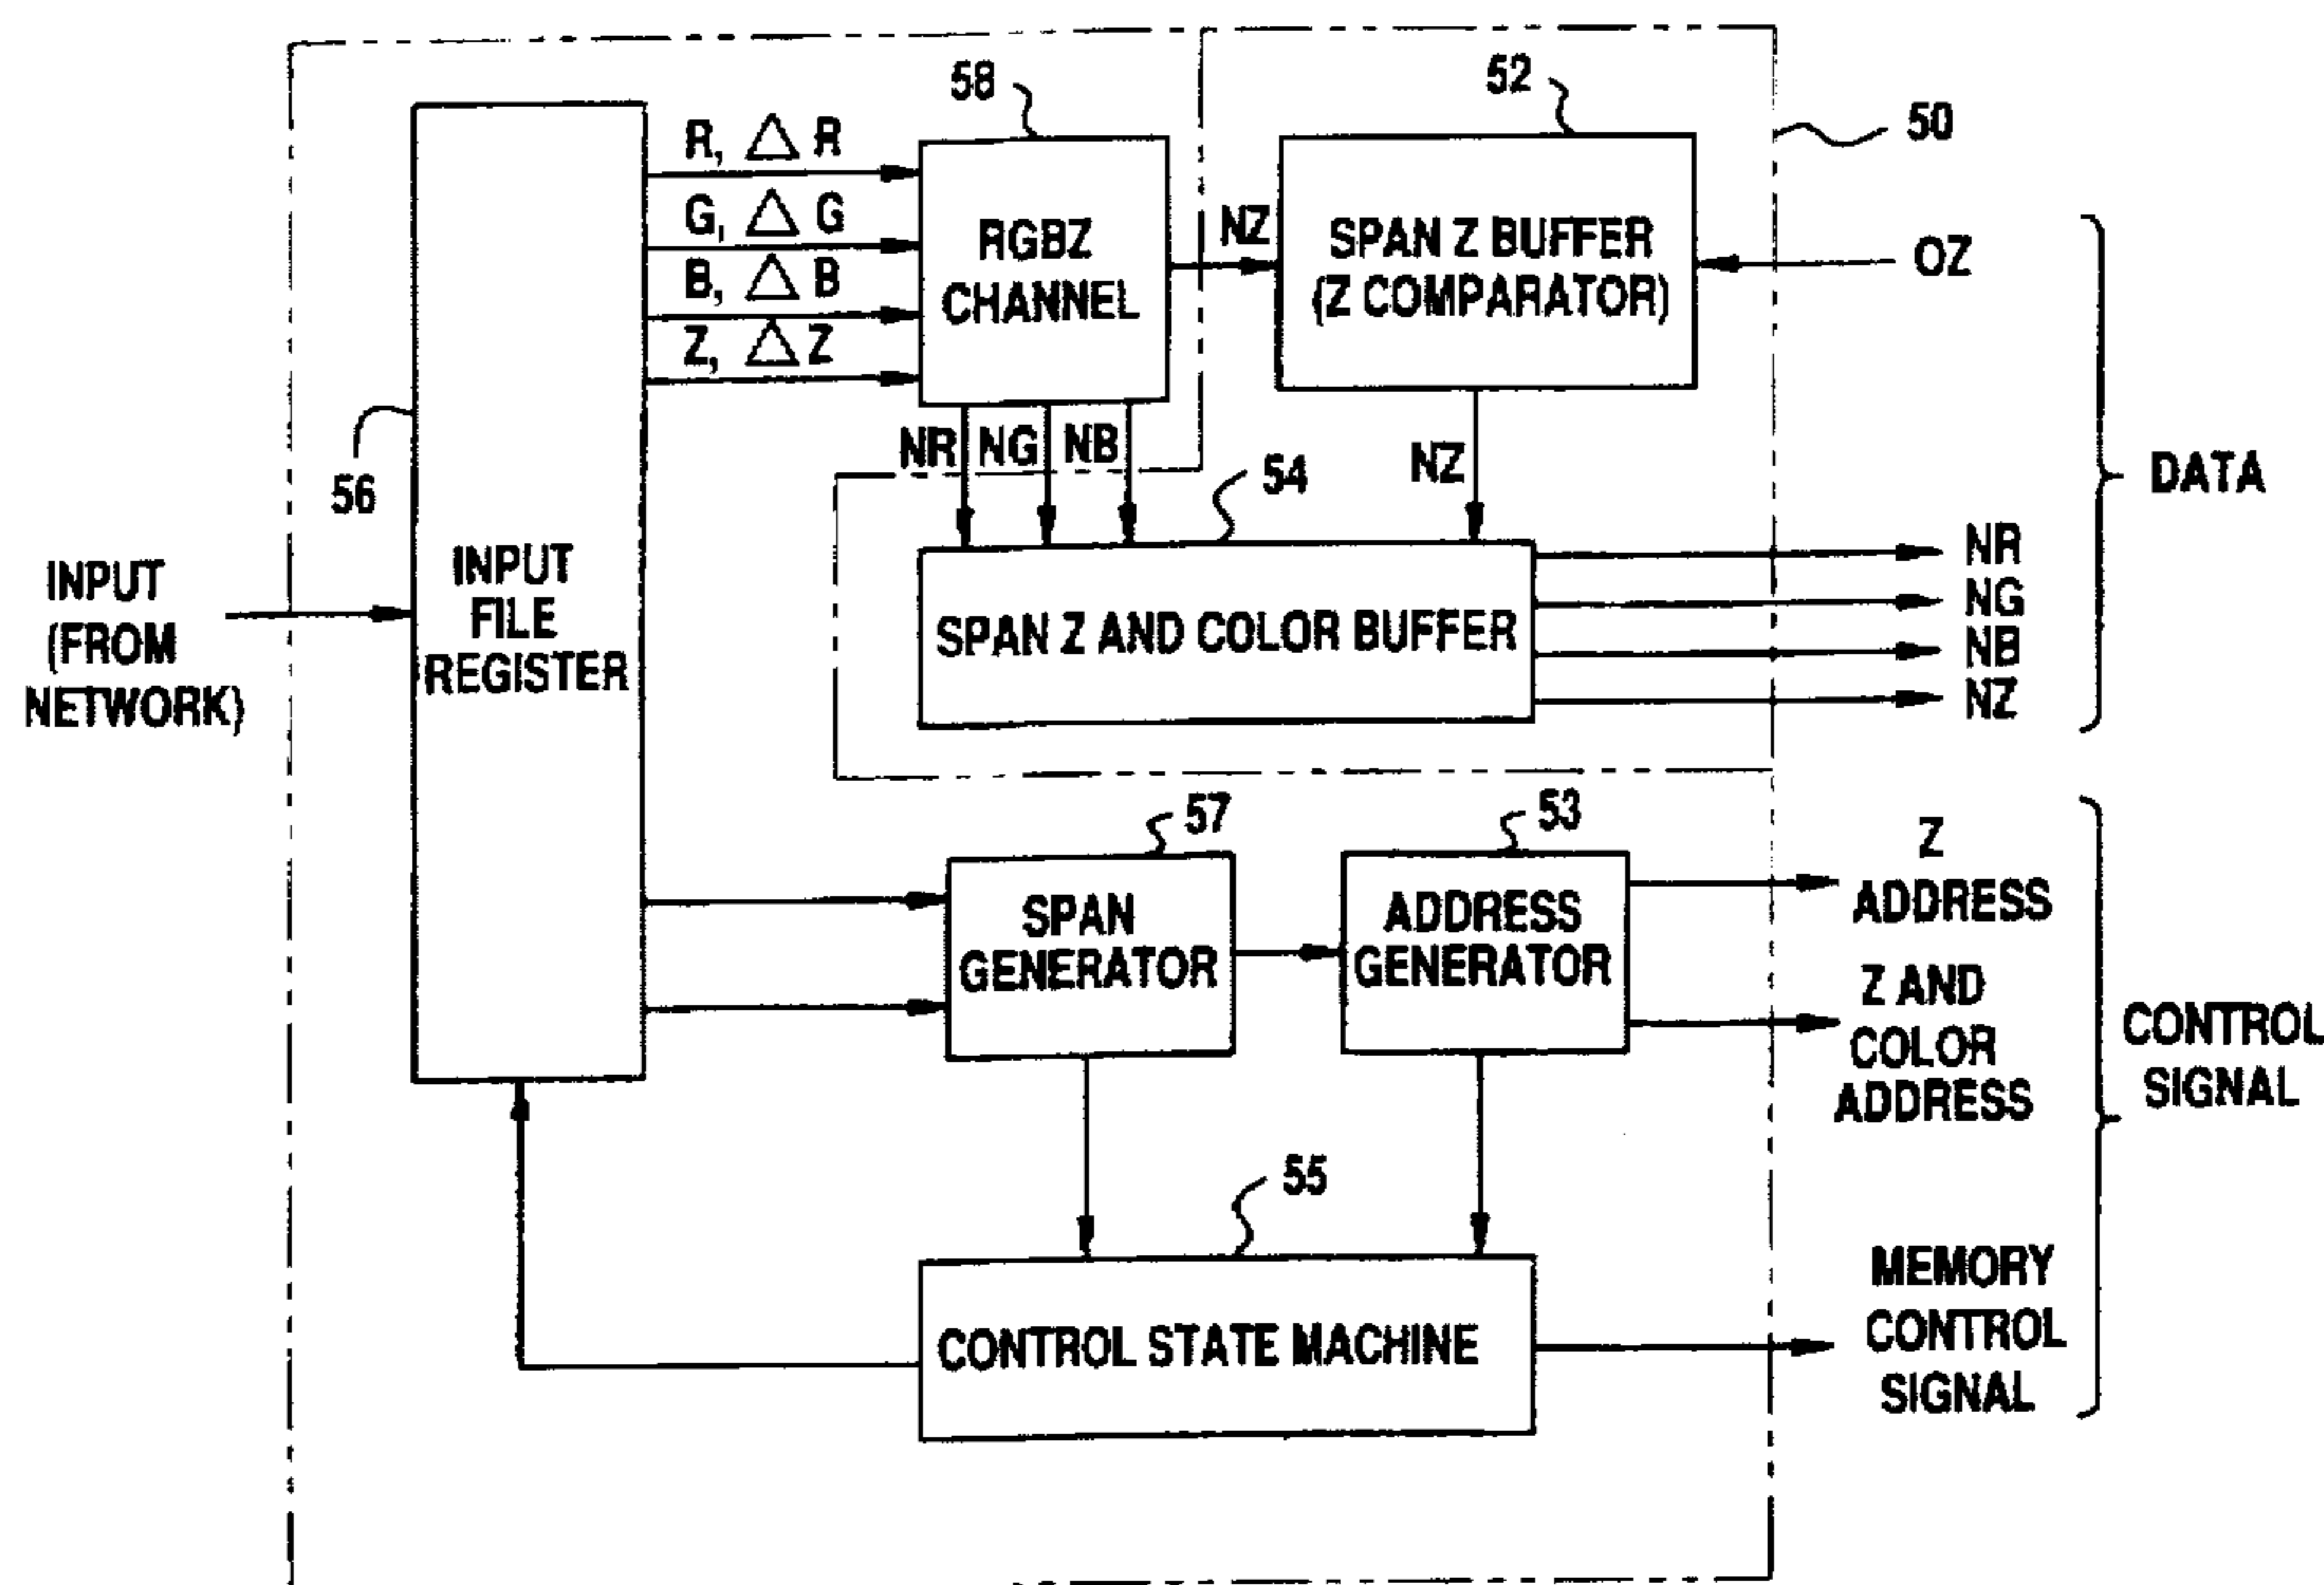 58
52
50
R, △ R
G, △ G
B, △ B
Z, △ Z
RGBZ
CHANNEL
NZ
SPAN Z BUFFER
(Z COMPARATOR)
OZ
NR
NG
NB
NZ
54
56
DATA
INPUT
(FROM
NETWORK)
INPUT
FILE
REGISTER
SPAN Z AND COLOR BUFFER
NR
NG
NB
NZ
57
53
SPAN
GENERATOR
ADDRESS
GENERATOR
Z
ADDRESS
Z AND
COLOR
ADDRESS
CONTROL
SIGNAL
55
CONTROL STATE MACHINE
MEMORY
CONTROL
SIGNAL